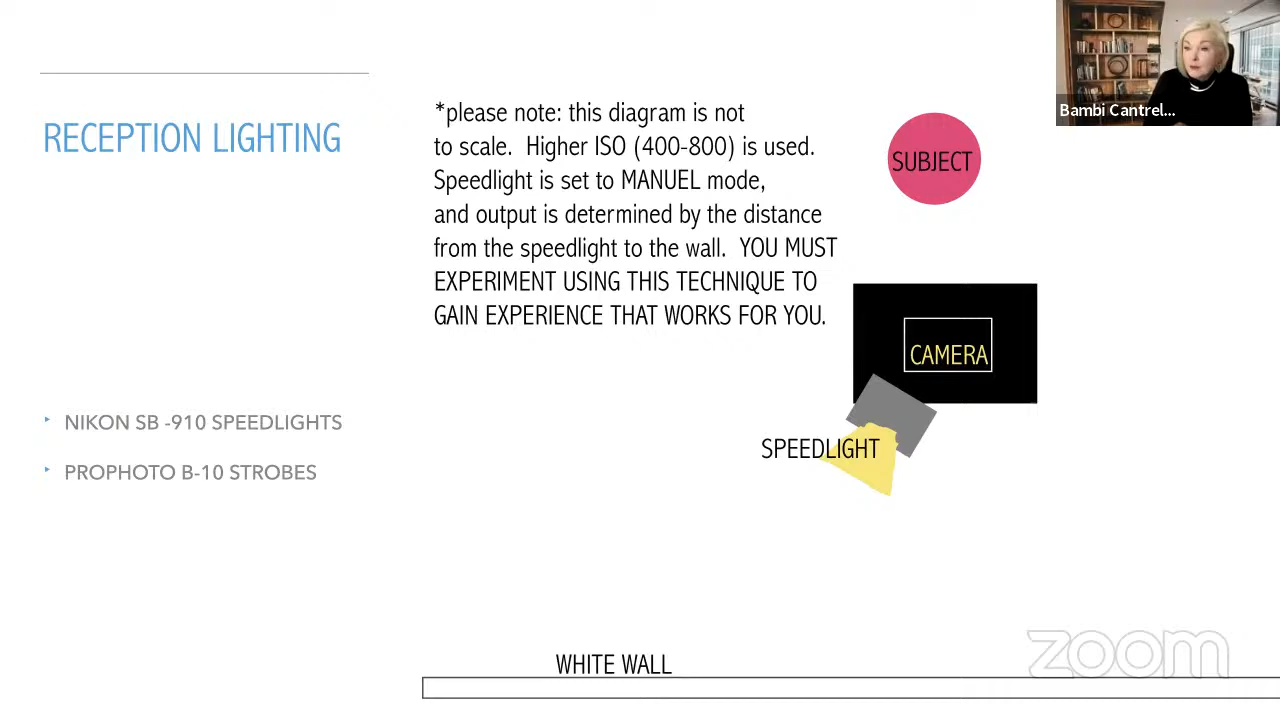 RECEPTION LIGHTING
NIKON SB -910 SPEEDLIGHTS
PROPHOTO B-10 STROBES
*please note: this diagram is not
to scale.  Higher ISO (400-800) is used.
Speedlight is set to MANUEL mode,
and output is determined by the distance
from the speedlight to the wall.  YOU MUST
EXPERIMENT USING THIS TECHNIQUE TO
GAIN EXPERIENCE THAT WORKS FOR YOU.
SUBJECT
CAMERA
SPEEDLIGHT
WHITE WALL
Bambi Cantrel...
zoom